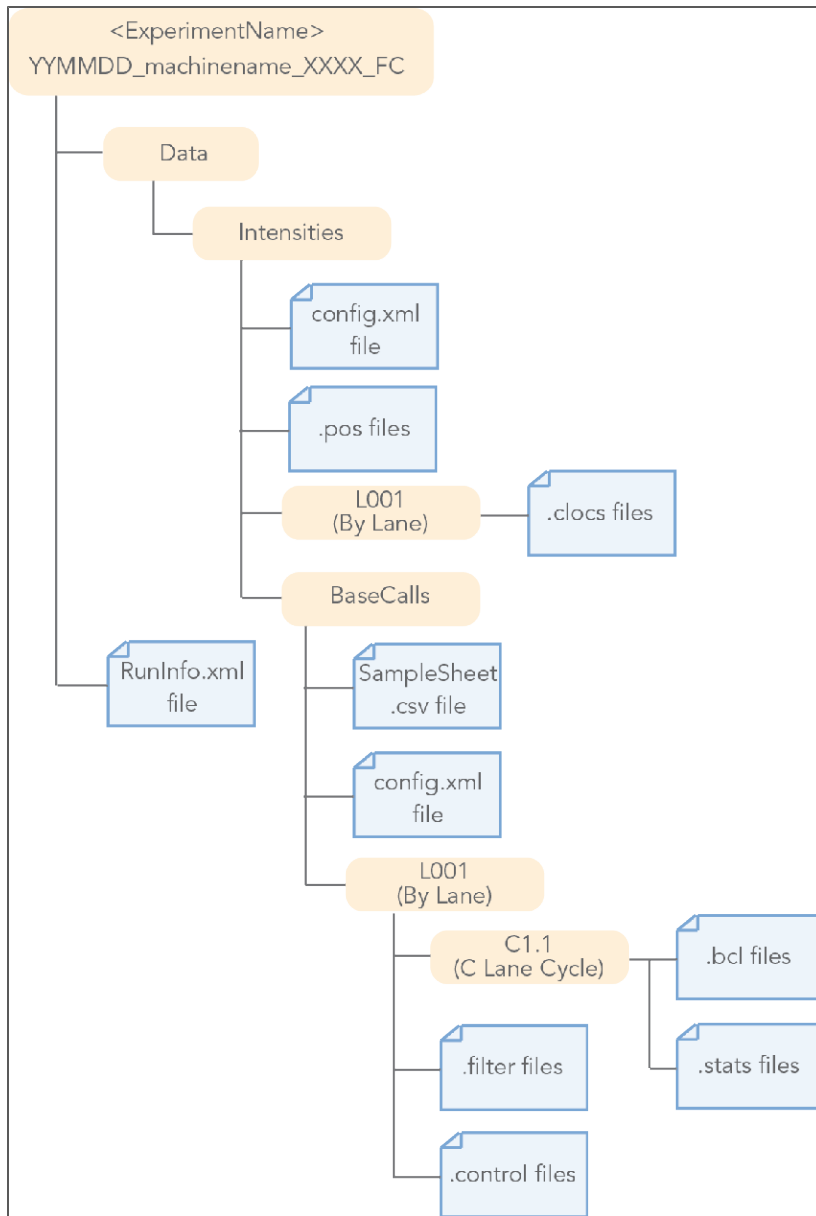 <ExperimentName>
YYMMDD_machinename_XXXX_FC
Data
Intensities
config.xml
file
.pos files
L001
(By Lane)
.clocs files
BaseCalls
RunInfo.xml
file
SampleSheet
.csv file
config.xml
file
L001
(By Lane)
C1.1
(C Lane Cycle)
.bcl files
.filter files
.stats files
.control files